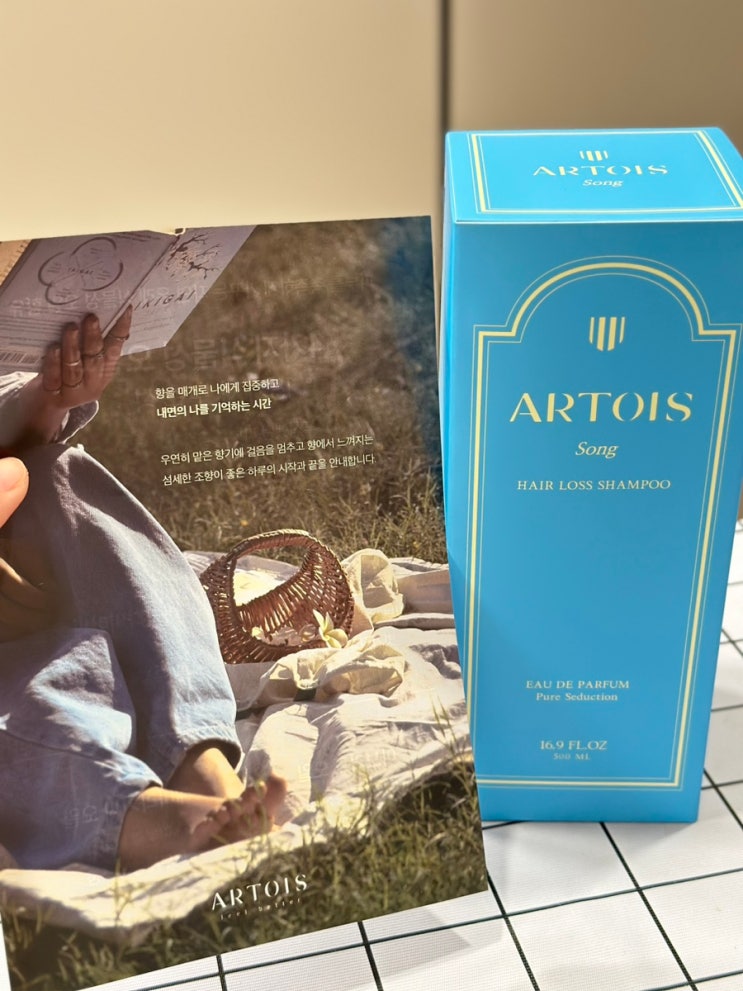 IKIGAI
향을 매개로 나에게 집중하고
내면의 나를 기억하는 시간
우연히 맡은 향기에 걸음을 멈추고 향에서 느껴지는
섬세한 조향이 좋은 하루의 시작과 끝을 안내합니다.
ARTOIS
feel better
ARTOIS
Song
ARTOIS
Song
HAIR LOSS SHAMPOO
EAU DE PARFUM
Pure Seduction
16.9 FL.OZ
500 ML